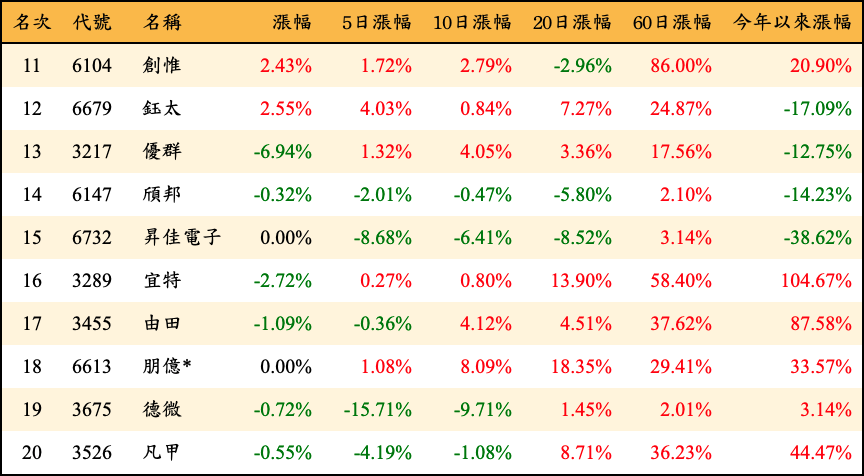 名次 代號 名稱 漲幅 5日漲幅 10日漲幅 20日漲幅 60日漲幅 今年以來漲幅
11 6104 創惟 2.43% 1.72% 2.79% -2.96% 86.00% 20.90%
12 6679 鈺太 2.55% 4.03% 0.84% 7.27% 24.87% -17.09%
13 3217 優群 -6.94% 1.32% 4.05% 3.36% 17.56% -12.75%
14 6147 頎邦 -0.32% -2.01% -0.47% -5.80% 2.10% -14.23%
15 6732 昇佳電子 0.00% -8.68% -6.41% -8.52% 3.14% -38.62%
16 3289 宜特 -2.72% 0.27% 0.80% 13.90% 58.40% 104.67%
17 3455 由田 -1.09% -0.36% 4.12% 4.51% 37.62% 87.58%
18 6613 朋億* 0.00% 1.08% 8.09% 18.35% 29.41% 33.57%
19 3675 德微 -0.72% -15.71% -9.71% 1.45% 2.01% 3.14%
20 3526 凡甲 -0.55% -4.19% -1.08% 8.71% 36.23% 44.47%